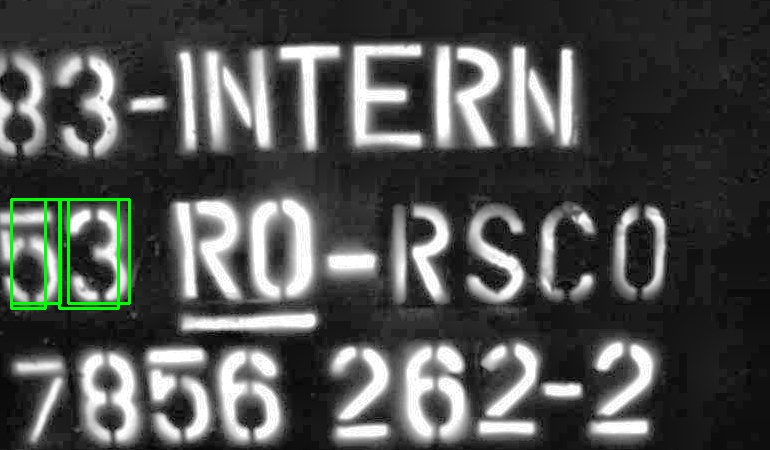 83-INTERN
53 RO-RSCO
7856 262-2